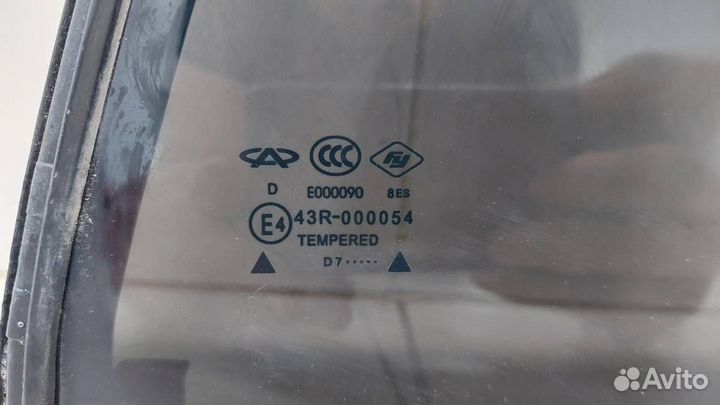 CCC
D E000090 8ES
E4 43R-000054
TEMPERED
D7·····
Avito